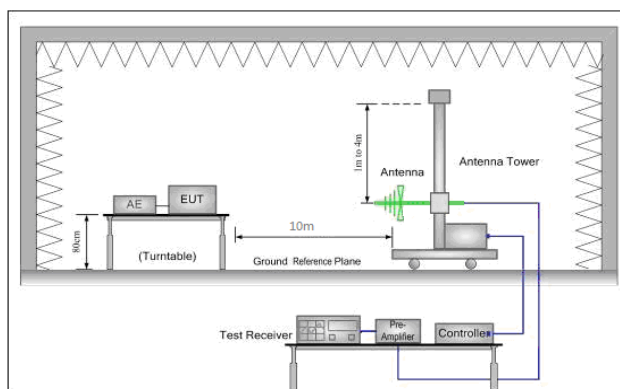 1m to 4m
Antenna
Antenna Tower
AE
EUT
80cm
10m
(Turntable)
Ground Reference Plane
Test Receiver
Pre-
Amplifier
Controller